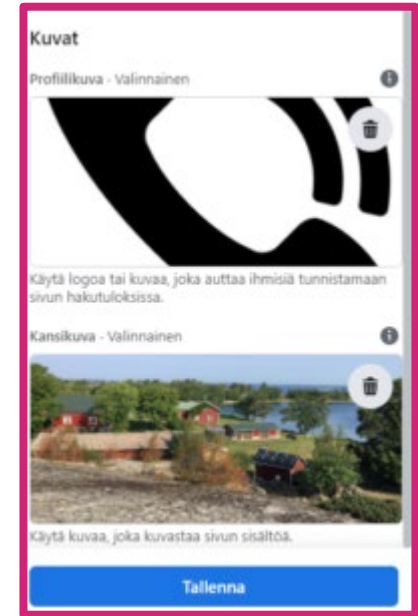 Kuvat
Profiilikuva - Valinnainen
Käytä logoa tai kuvaa, joka auttaa ihmisiä tunnistamaan
sivun hakutuloksissa.
Kansikuva - Valinnainen
Käytä kuvaa, joka kuvastaa sivun sisältöä.
Tallenna